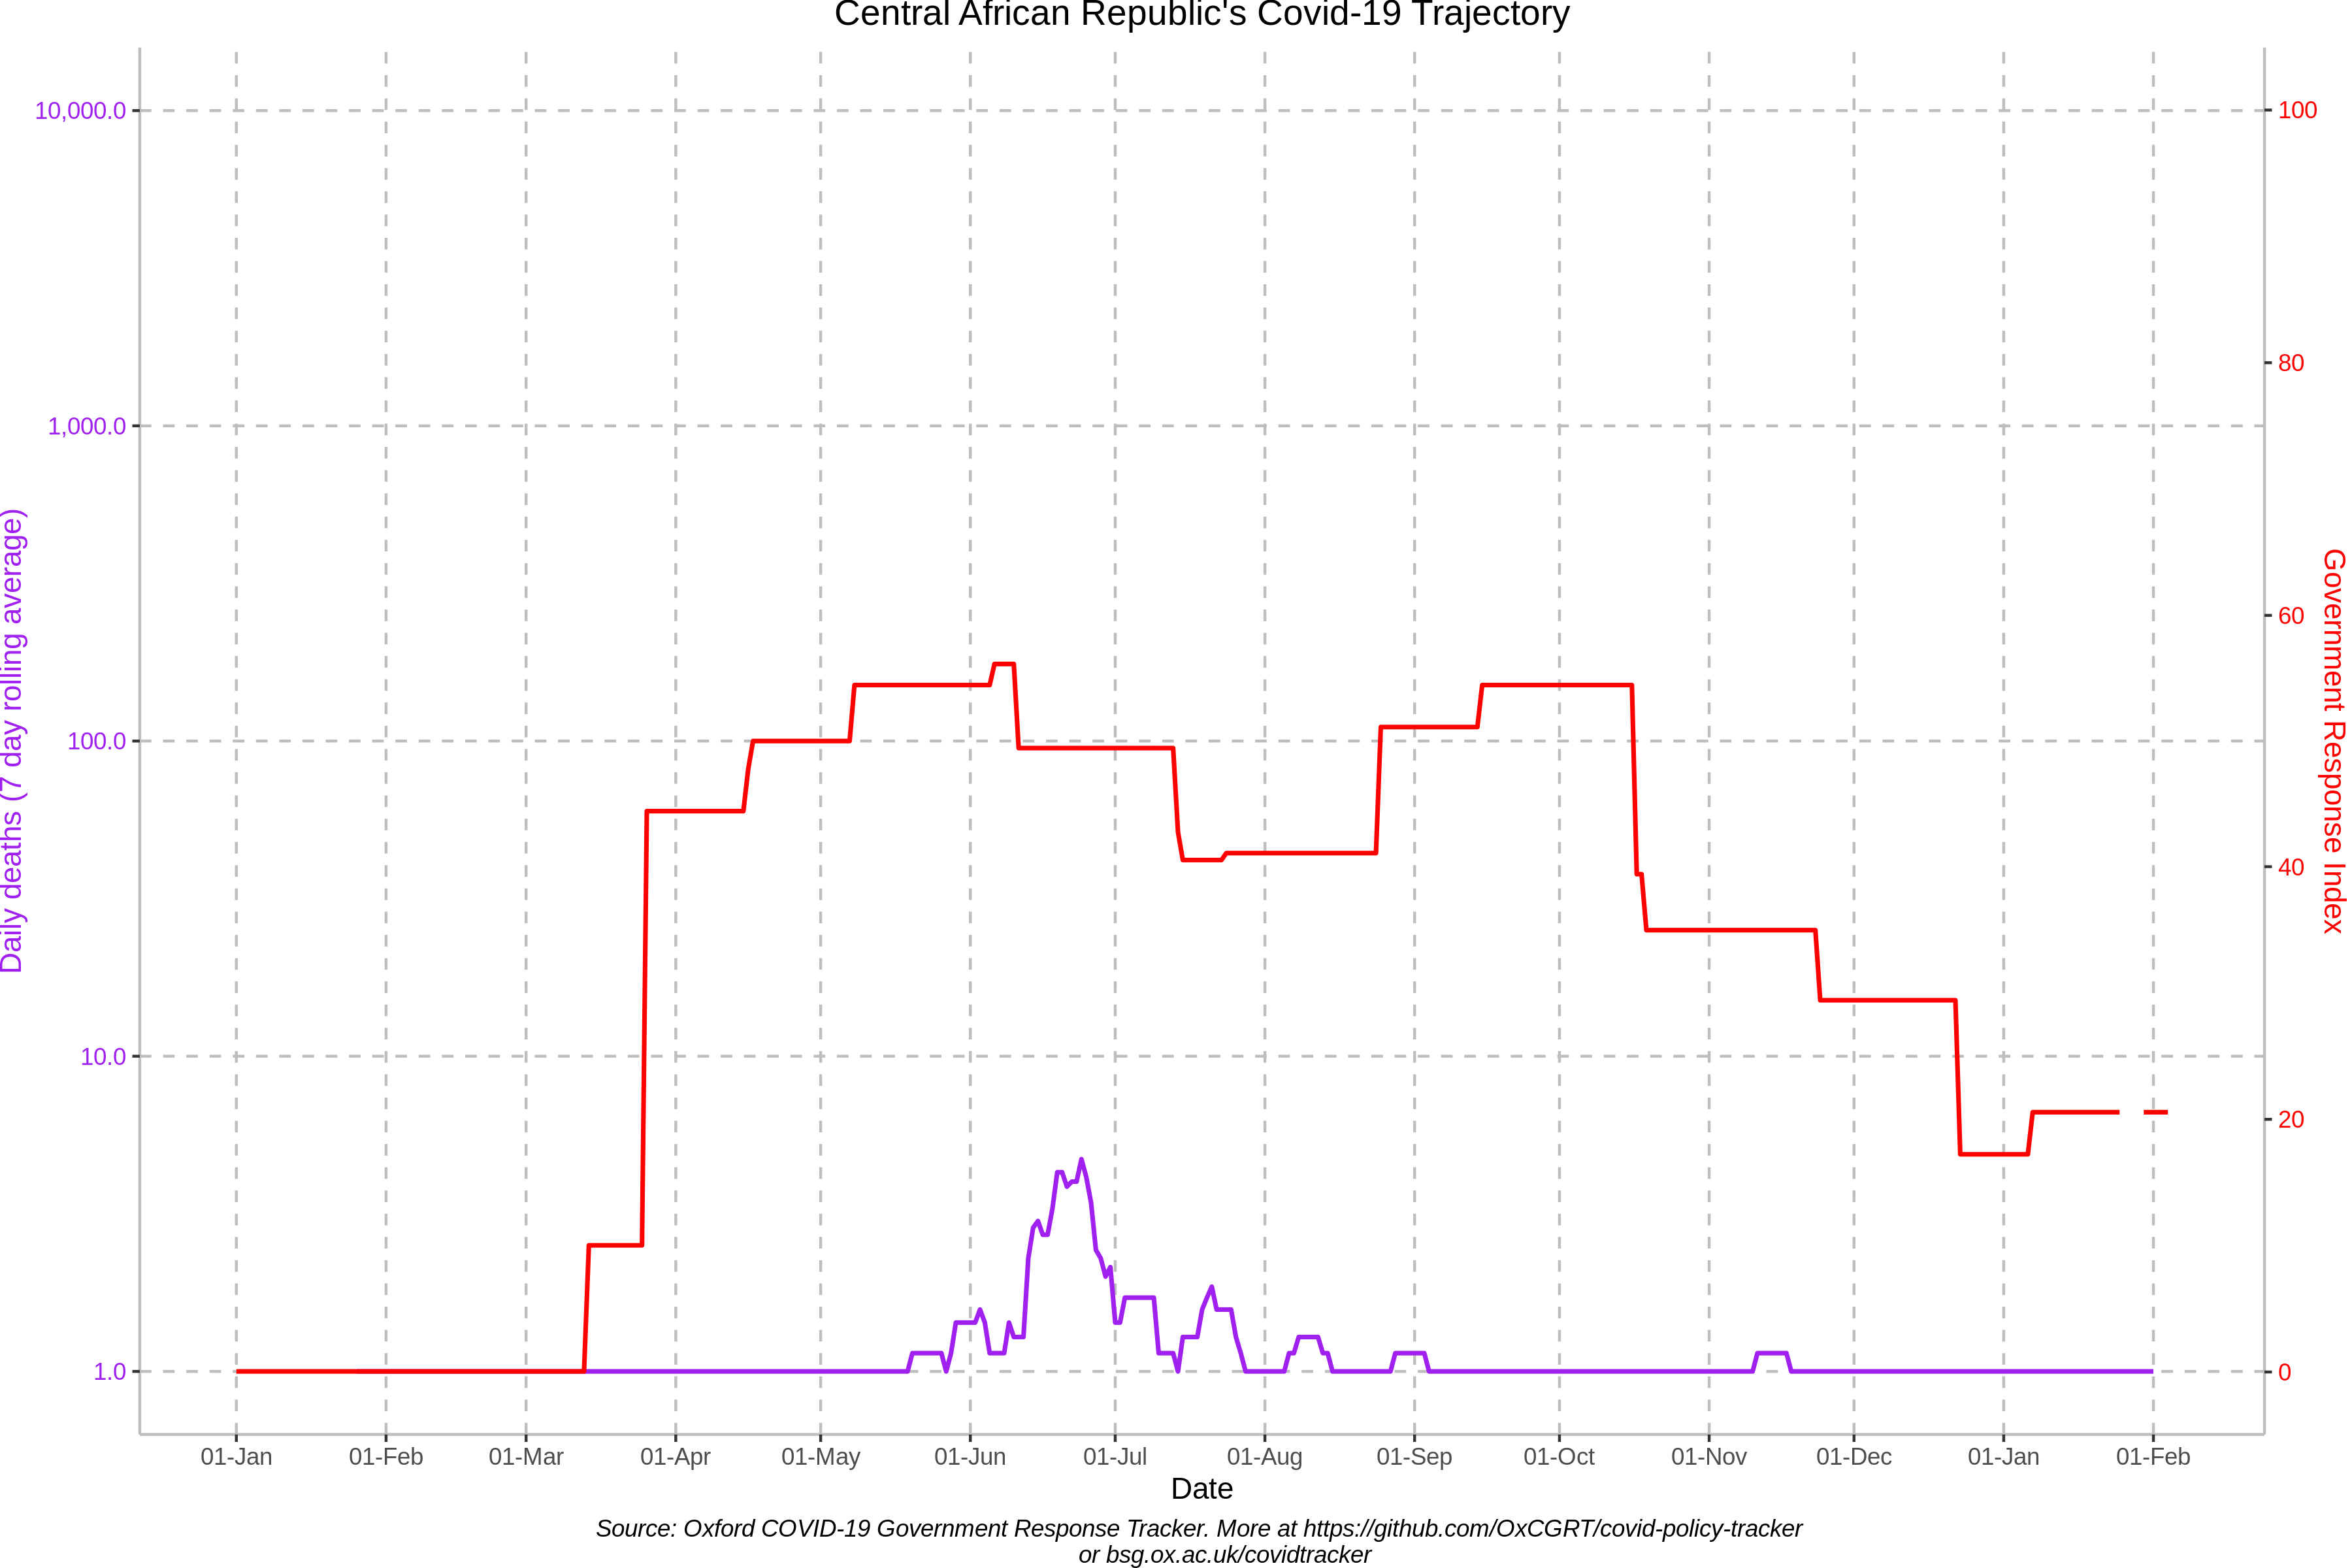 Central African Republic's Covid-19 Trajectory
10,000.0
1,000.0
100.0
10.0
1.0
Daily deaths (7 day rolling average)
100
80
60
40
20
0
Government Response Index
01-Jan 01-Feb 01-Mar 01-Apr 01-May 01-Jun 01-Jul 01-Aug 01-Sep 01-Oct 01-Nov 01-Dec 01-Jan 01-Feb
Date
Source: Oxford COVID-19 Government Response Tracker. More at https://github.com/OxCGRT/covid-policy-tracker
or bsg.ox.ac.uk/covidtracker